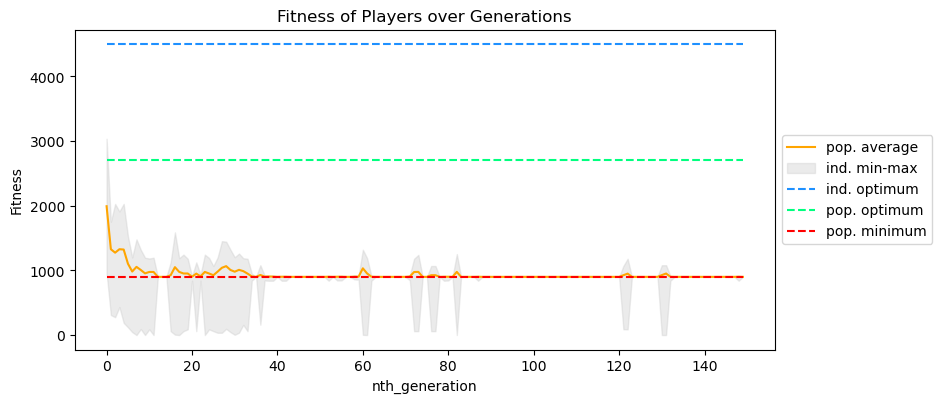 Fitness of Players over Generations
Fitness
4000
3000
2000
1000
0
0 20 40 60 80 100 120 140
nth_generation
pop. average
ind. min-max
ind. optimum
pop. optimum
pop. minimum